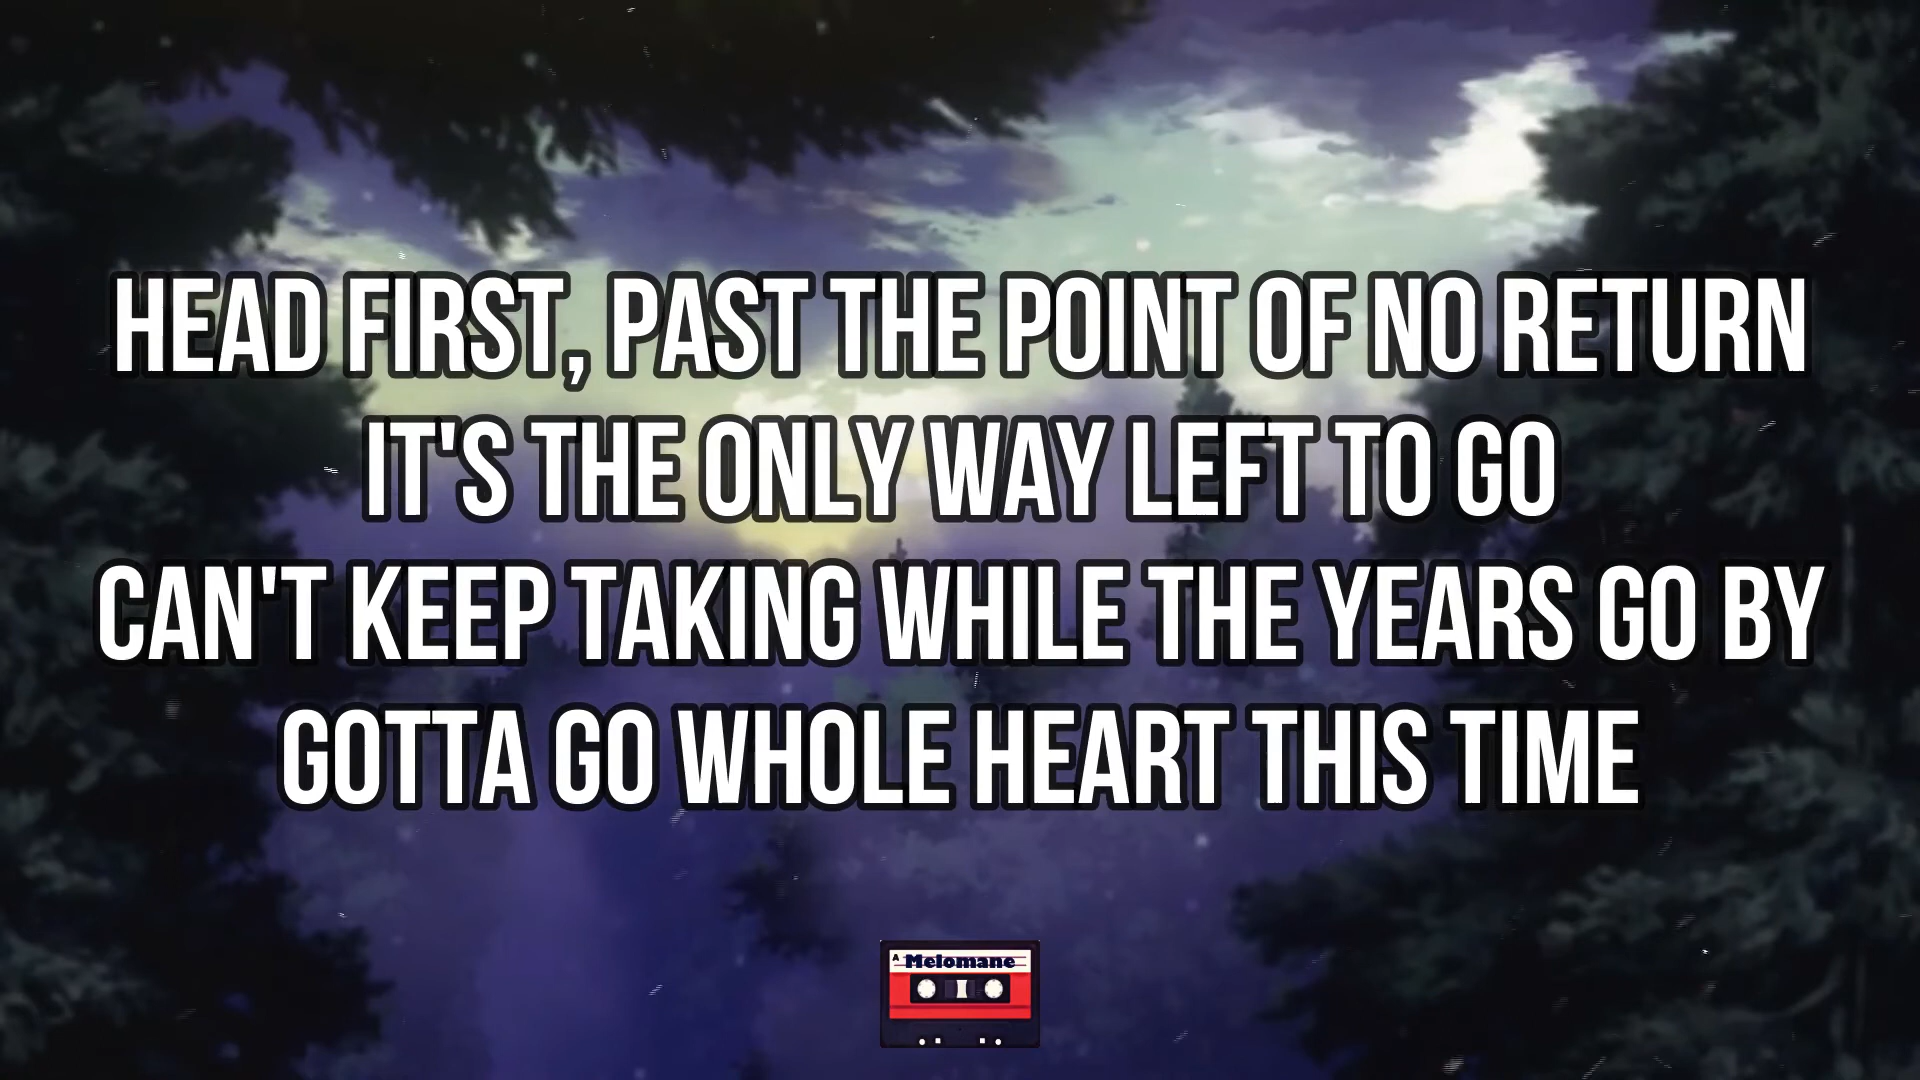 HEAD FIRST, PAST THE POINT OF NO RETURN
IT'S THE ONLY WAY LEFT TO GO
CAN'T KEEP TAKING WHILE THE YEARS GO BY
GOTTA GO WHOLE HEART THIS TIME
A Melomane